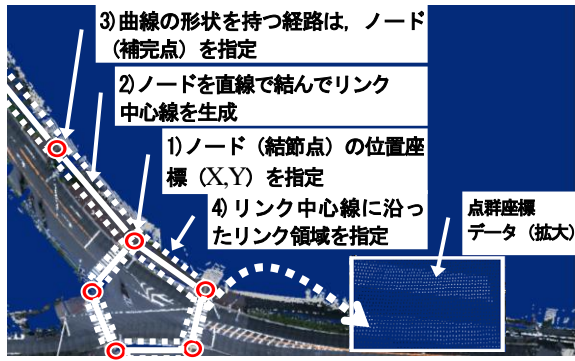 3)曲線の形状を持つ経路は，ノード
（補完点）を指定
2)ノードを直線で結んでリンク
中心線を生成
1)ノード（結節点）の位置座
標（X,Y）を指定
4)リンク中心線に沿っ
たリンク領域を指定
点群座標
データ（拡大）